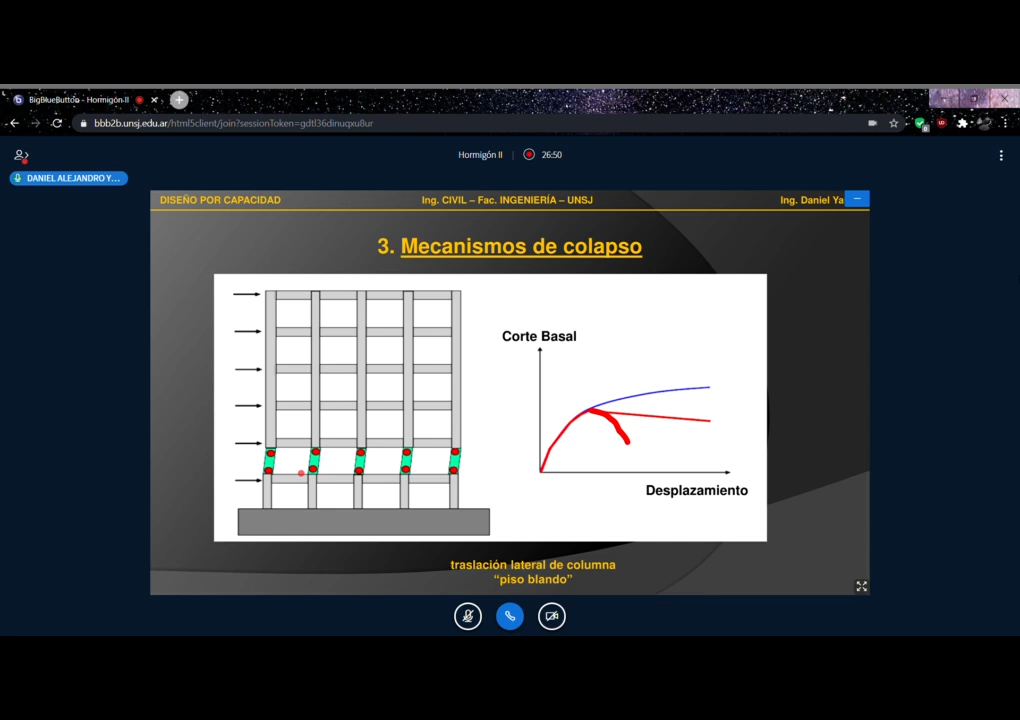 BigBlueButton - Hormigón II
bbb2b.unsj.edu.ar/html5client/join?sessionToken=gdtl36dinuqxu8ur
Hormigón II
26:50
DANIEL ALEJANDRO Y...
DISEÑO POR CAPACIDAD
Ing. CIVIL – Fac. INGENIERÍA – UNSJ
Ing. Daniel Ya
3. Mecanismos de colapso
Corte Basal
Desplazamiento
traslación lateral de columna
“piso blando”